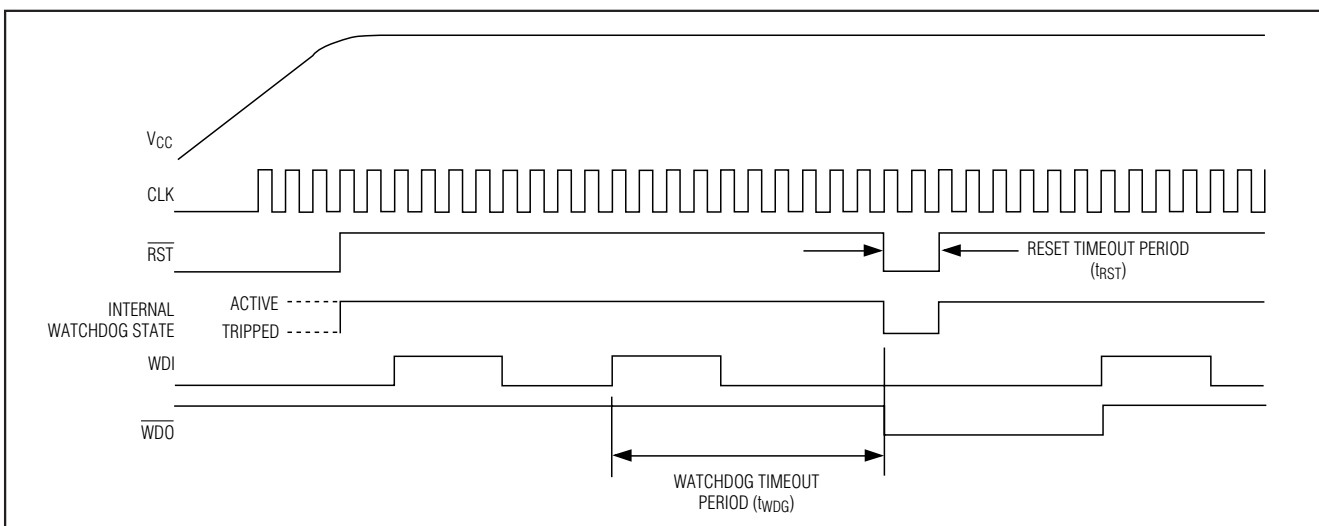 VCC
CLK
RST
RESET TIMEOUT PERIOD
(tRST)
INTERNAL
WATCHDOG STATE
ACTIVE
TRIPPED
WDI
WDO
WATCHDOG TIMEOUT
PERIOD (tWDG)